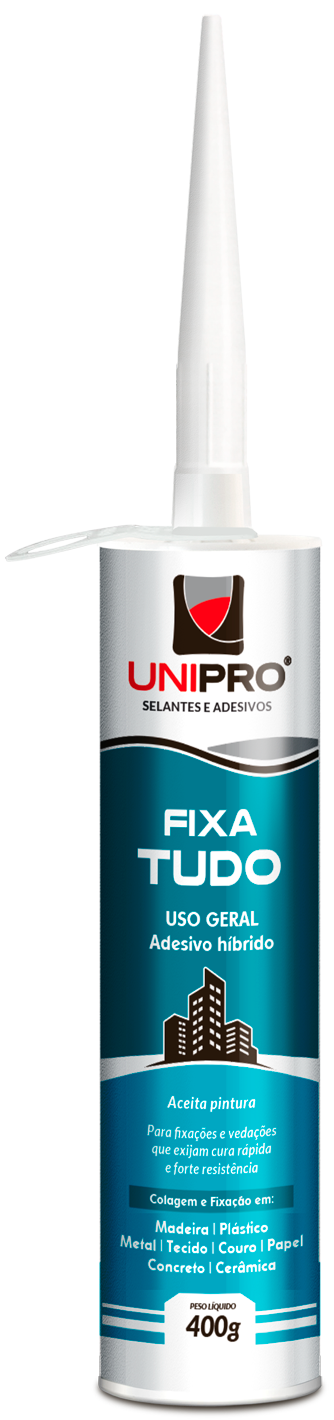 UNIPRO®
SELANTES E ADESIVOS
FIXA
TUDO
USO GERAL
Adesivo híbrido
Aceita pintura
Para fixações e vedações
que exijam cura rápida
e forte resistência
Colagem e Fixação em:
Madeira | Plástico
Metal | Tecido | Couro | Papel
Concreto | Cerâmica
PESO LÍQUIDO
400g